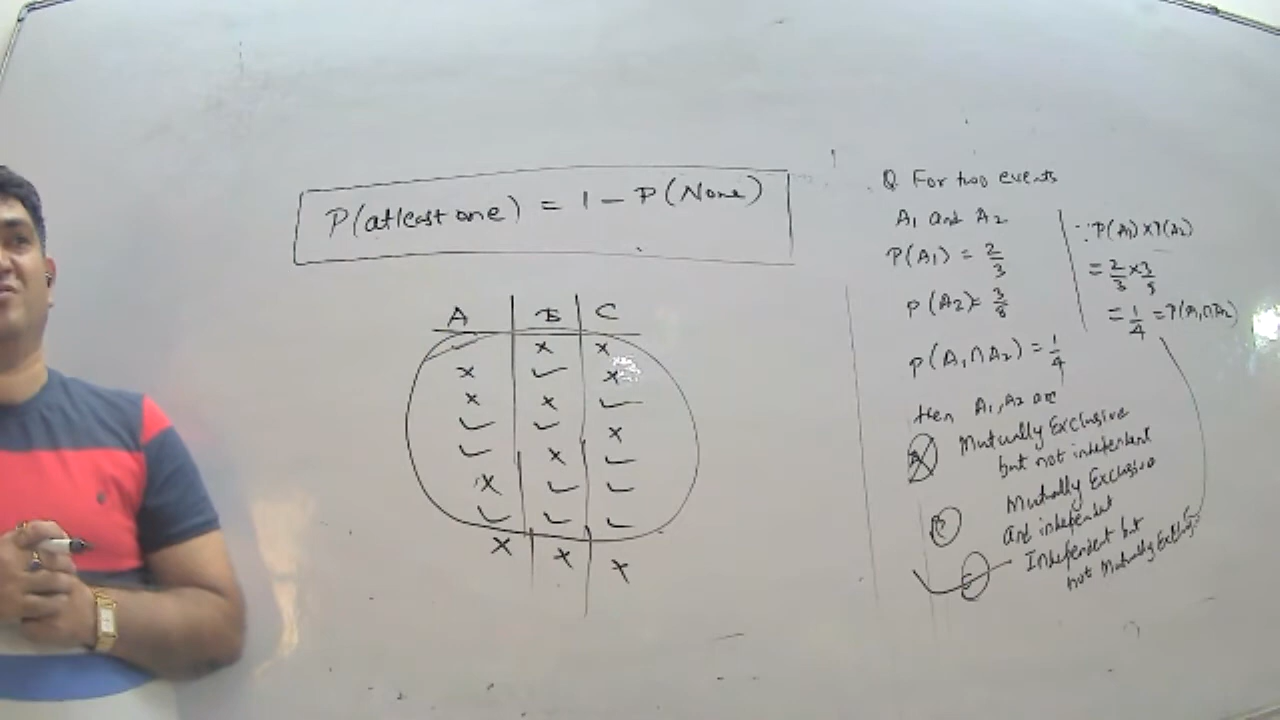 P(atleast one) = 1 - P(None)
A B C
✓ × ×
× ✓ ×
× × ✓
✓ ✓ ×
✓ × ✓
× ✓ ✓
✓ ✓ ✓
× × ×
Q For two events
A₁ and A₂
P(A₁) = 2/3
P(A₂) = 3/8
P(A₁∩A₂) = 1/4
then A₁, A₂ are
A Mutually Exclusive
but not independent
Mutually Exclusive
and independent
C Independent but
not Mutually Exclusive
∵ P(A₁) × P(A₂)
= 2/3 × 3/8
= 1/4 = P(A₁∩A₂)